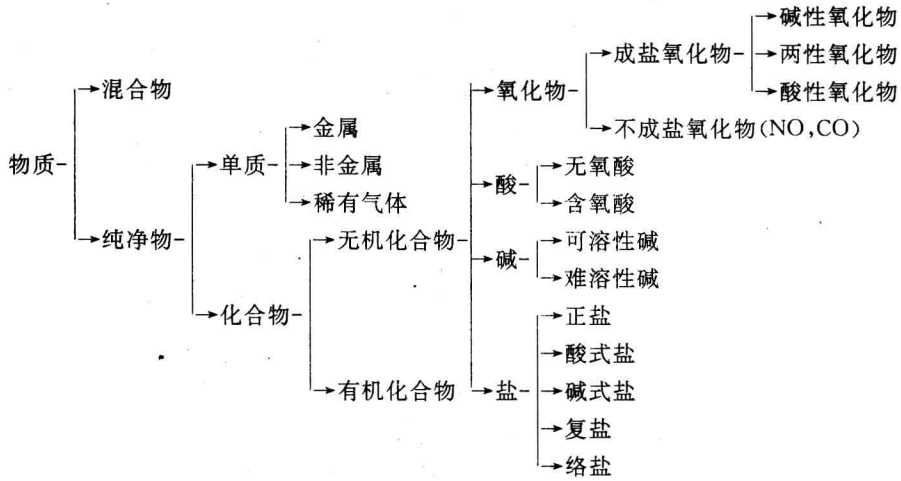 物质
混合物
纯净物
单质
金属
非金属
稀有气体
化合物
无机化合物
有机化合物
氧化物
成盐氧化物
碱性氧化物
两性氧化物
酸性氧化物
不成盐氧化物(NO,CO)
酸
无氧酸
含氧酸
碱
可溶性碱
难溶性碱
盐
正盐
酸式盐
碱式盐
复盐
络盐